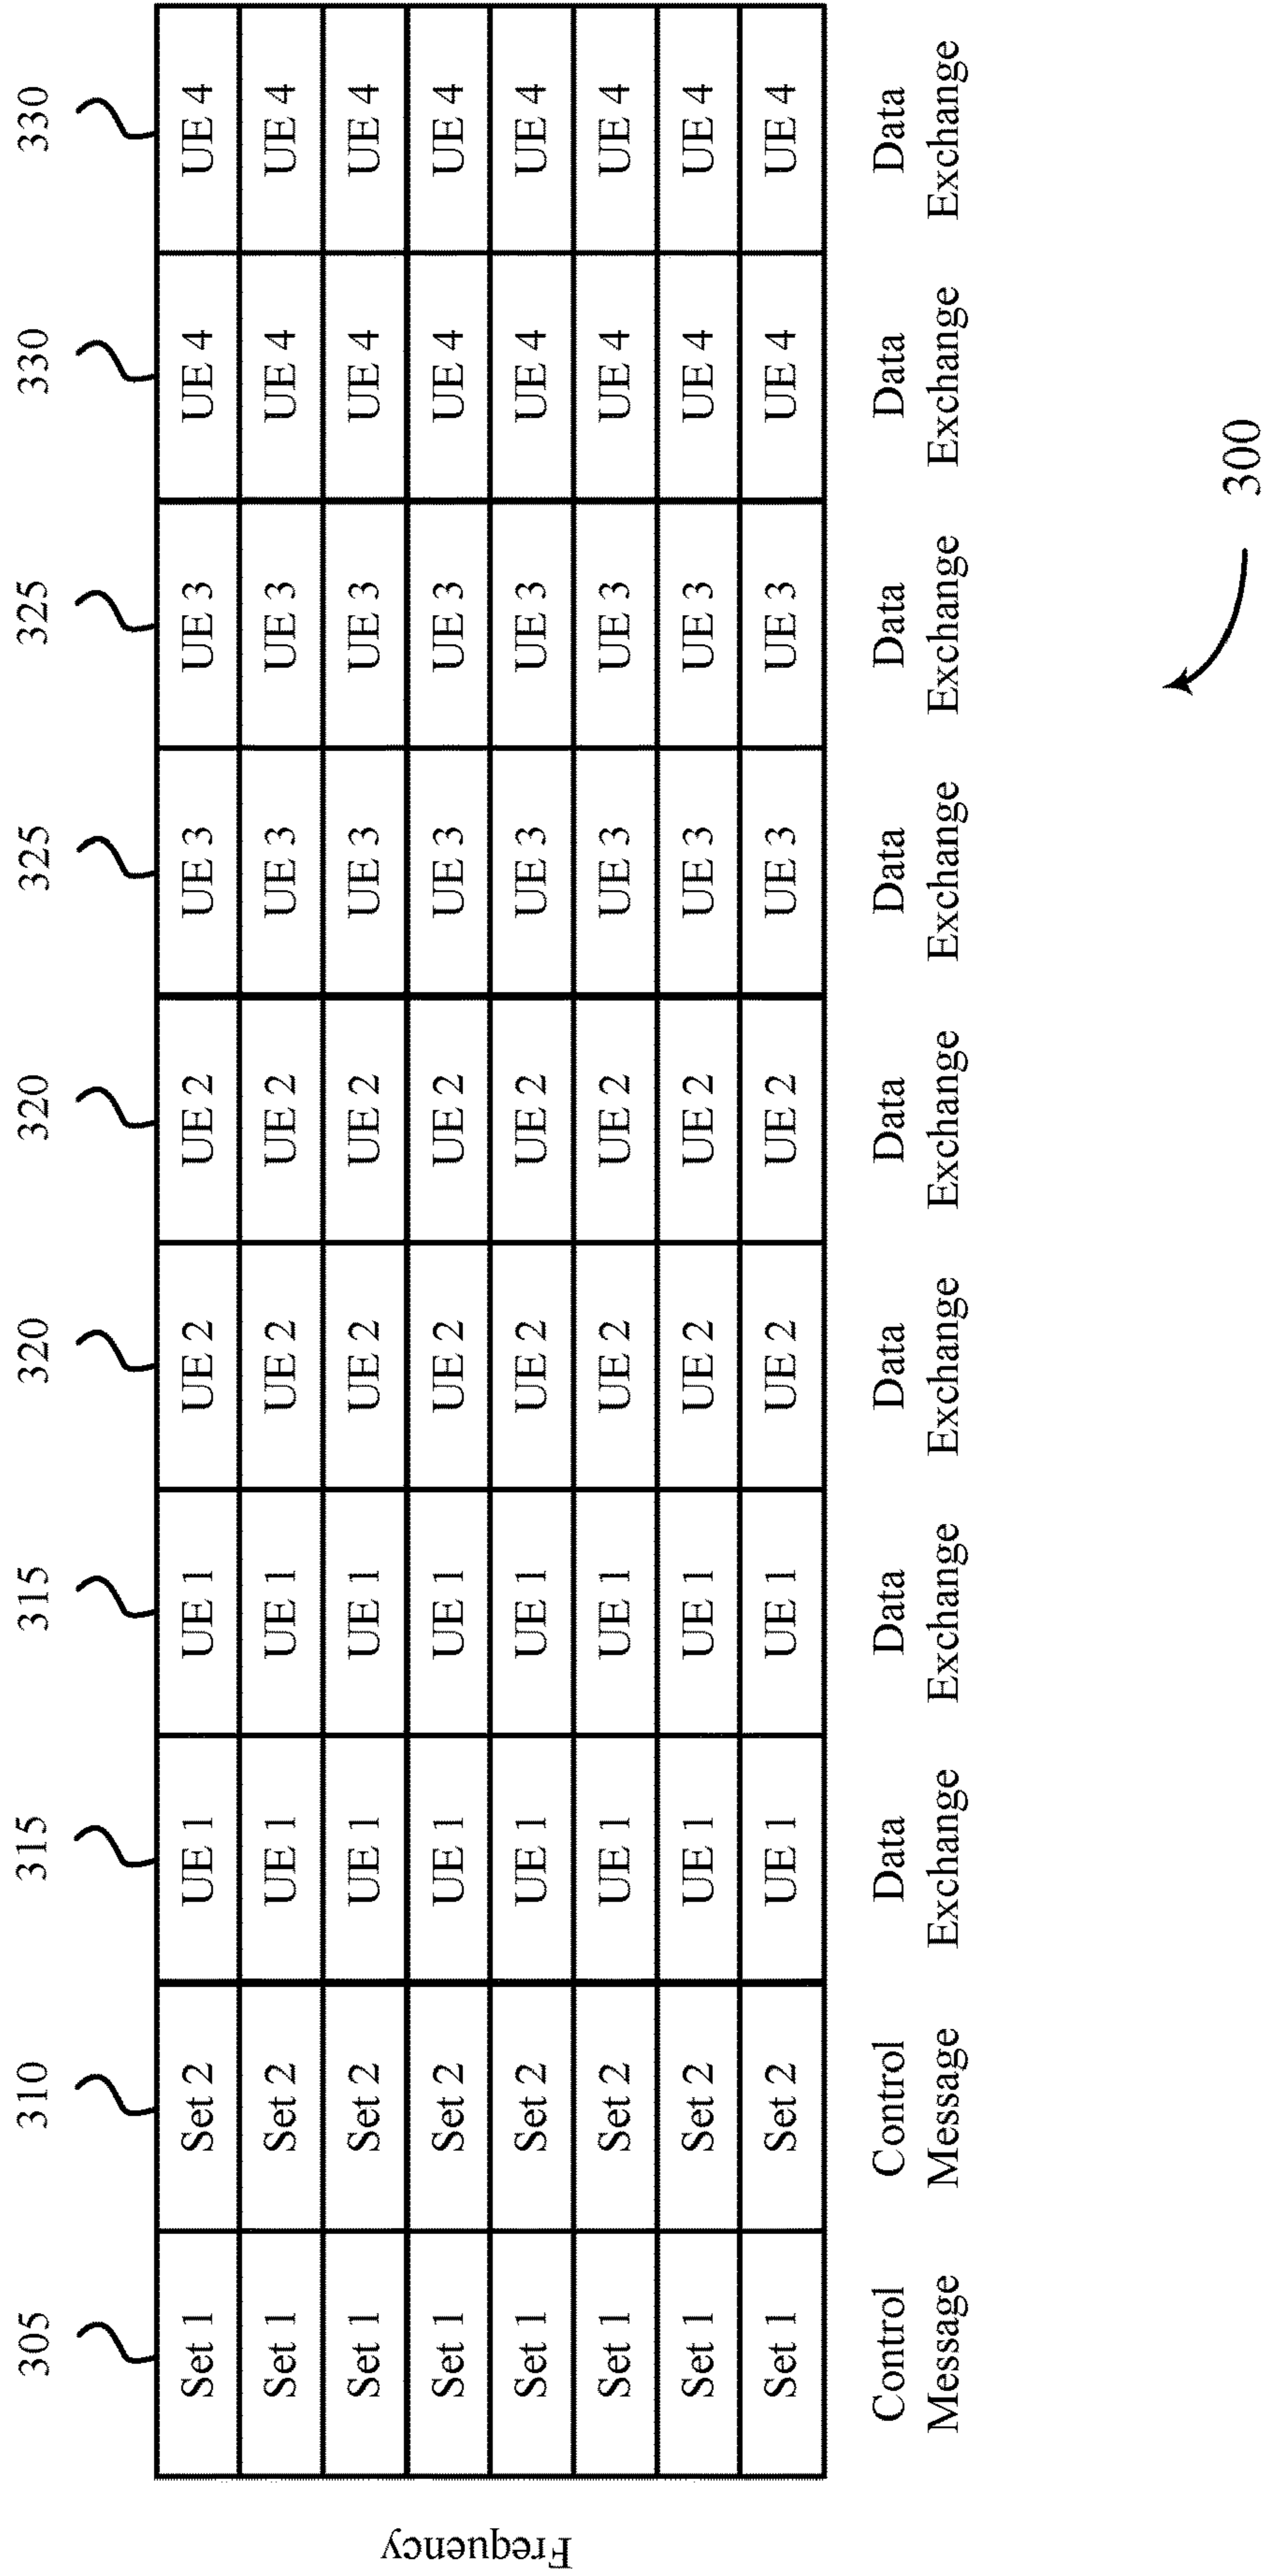 305 310 315 315 320 320 325 325 330 330
Set 1 Set 2 UE 1 UE 1 UE 2 UE 2 UE 3 UE 3 UE 4 UE 4
Set 1 Set 2 UE 1 UE 1 UE 2 UE 2 UE 3 UE 3 UE 4 UE 4
Set 1 Set 2 UE 1 UE 1 UE 2 UE 2 UE 3 UE 3 UE 4 UE 4
Set 1 Set 2 UE 1 UE 1 UE 2 UE 2 UE 3 UE 3 UE 4 UE 4
Set 1 Set 2 UE 1 UE 1 UE 2 UE 2 UE 3 UE 3 UE 4 UE 4
Set 1 Set 2 UE 1 UE 1 UE 2 UE 2 UE 3 UE 3 UE 4 UE 4
Set 1 Set 2 UE 1 UE 1 UE 2 UE 2 UE 3 UE 3 UE 4 UE 4
Set 1 Set 2 UE 1 UE 1 UE 2 UE 2 UE 3 UE 3 UE 4 UE 4
Frequency
Control Control Data Data Data Data Data Data Data Data
Message Message Exchange Exchange Exchange Exchange Exchange Exchange Exchange Exchange
300